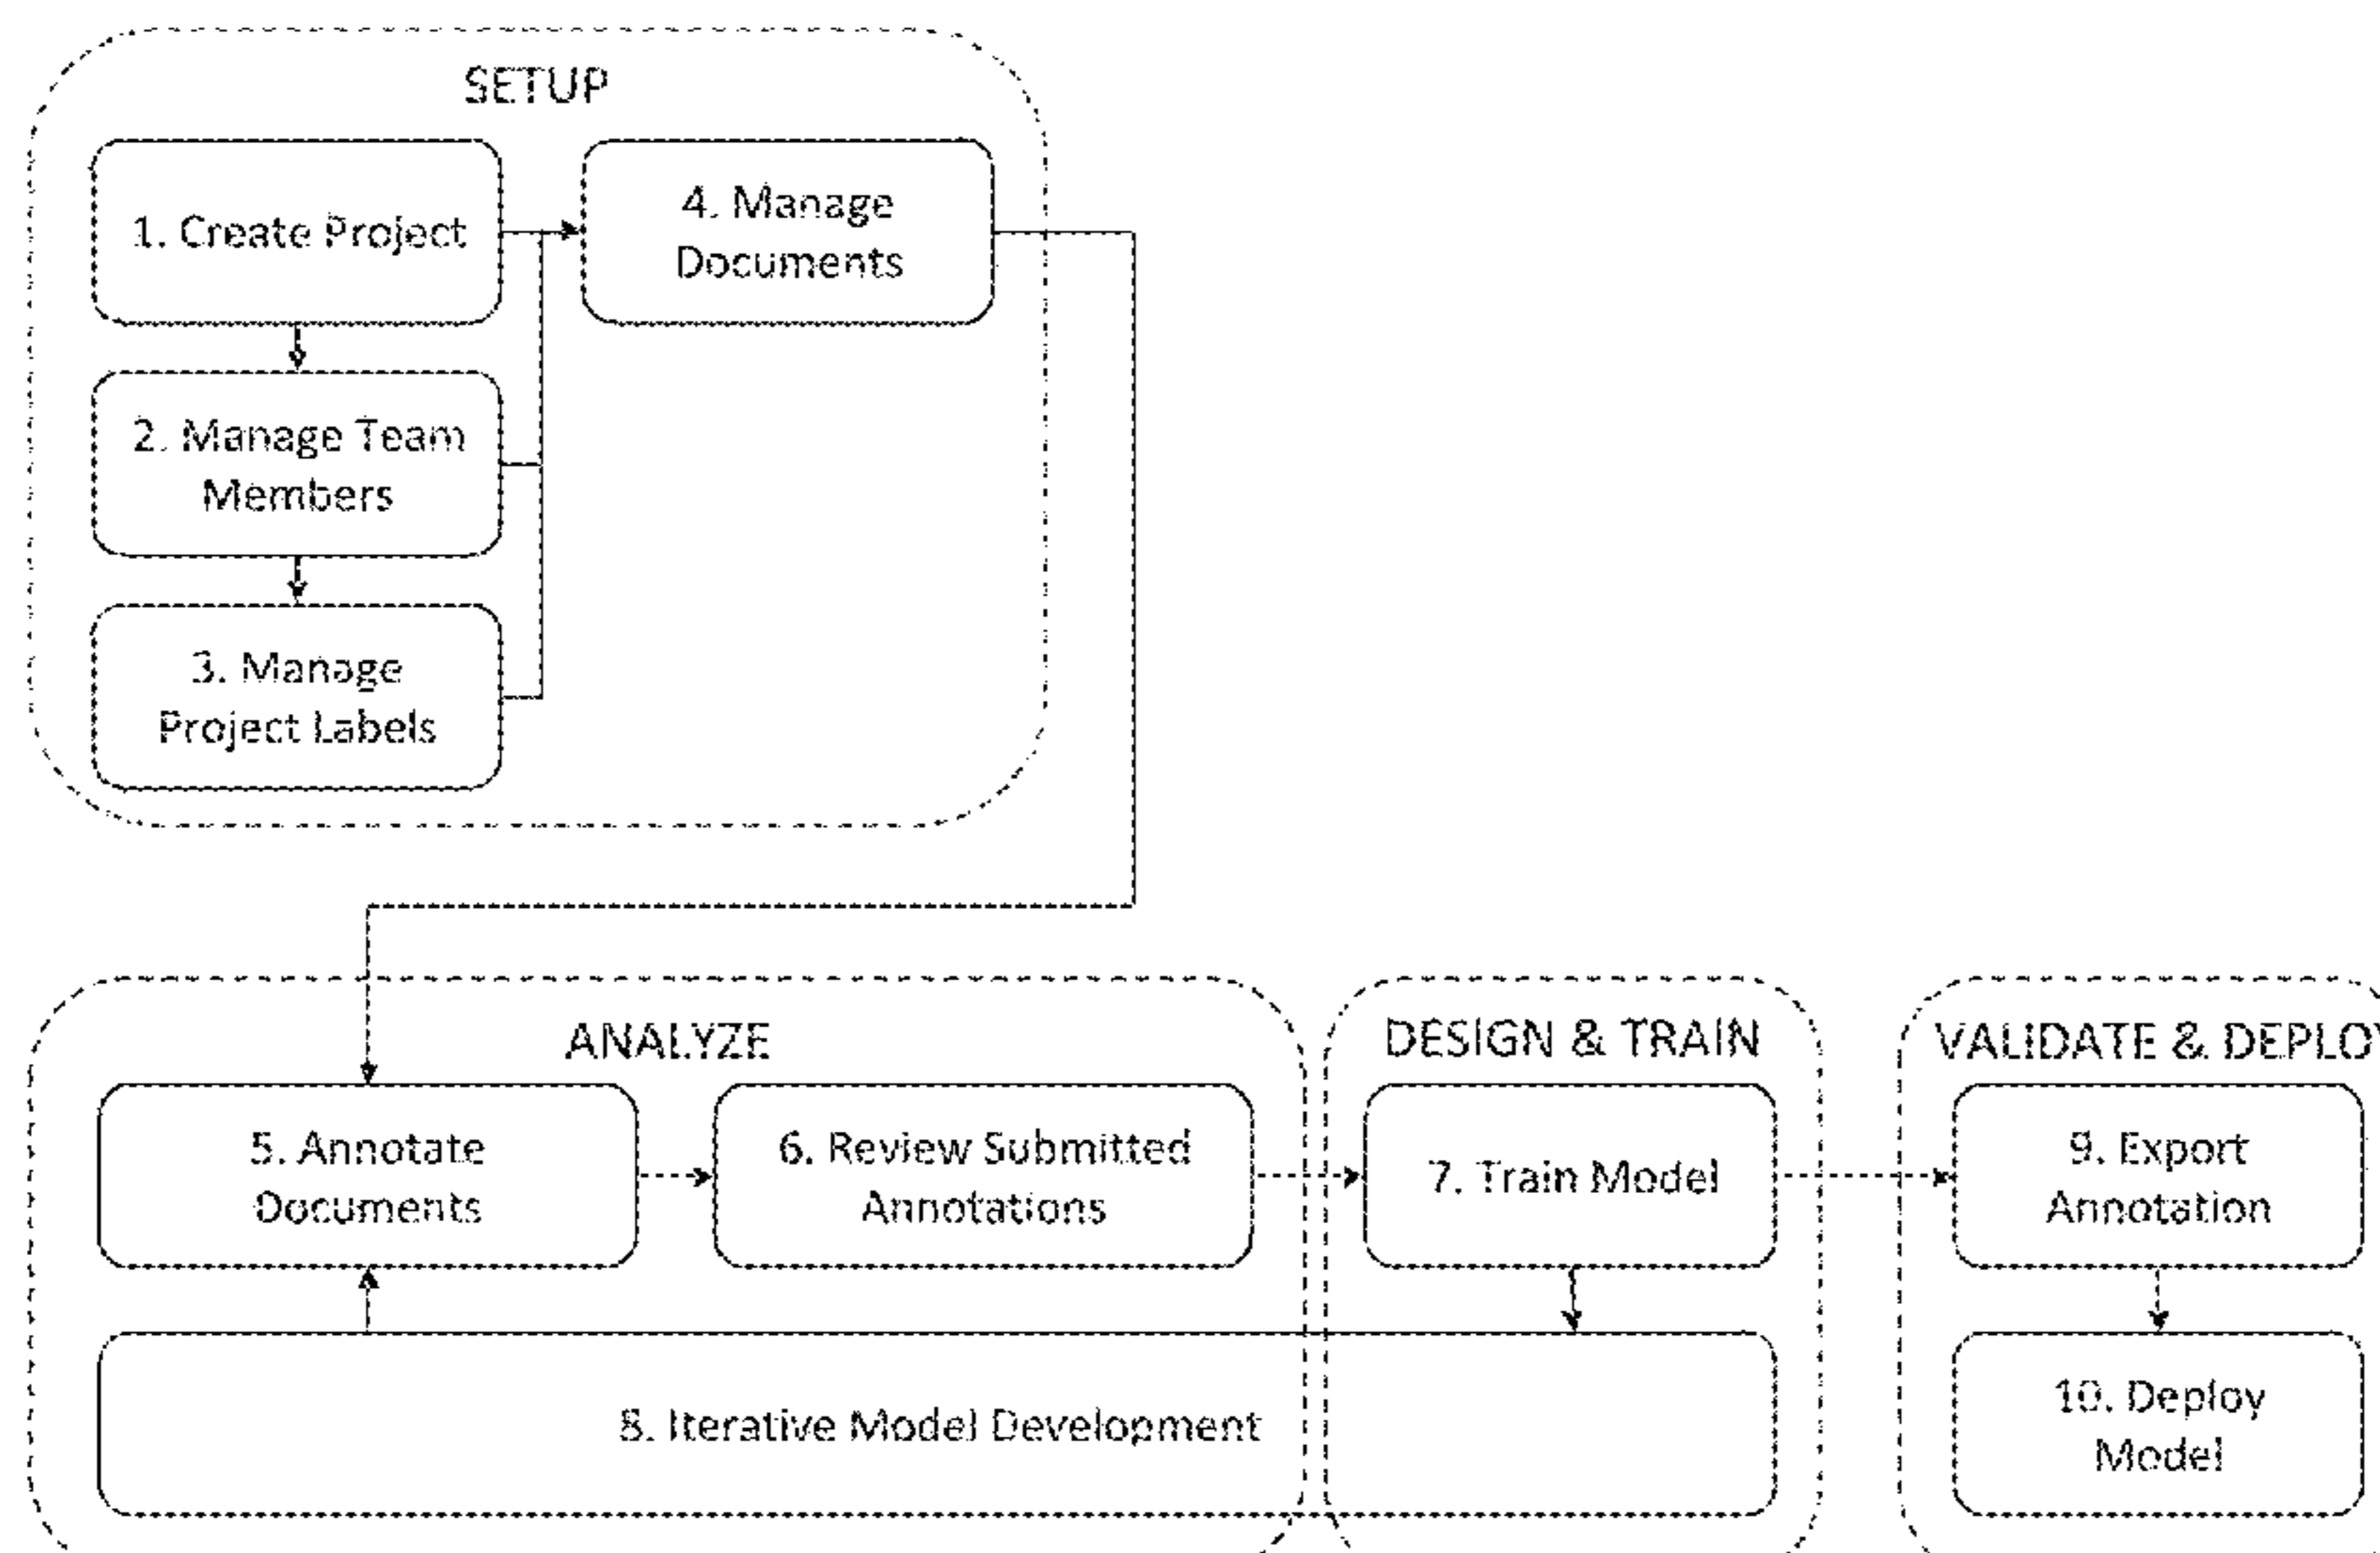 SETUP
1. Create Project
4. Manage
Documents
2. Manage Team
Members
3. Manage
Project Labels
ANALYZE
DESIGN & TRAIN
VALIDATE & DEPLOY
5. Annotate
Documents
6. Review Submitted
Annotations
7. Train Model
9. Export
Annotation
8. Iterative Model Development
10. Deploy
Model